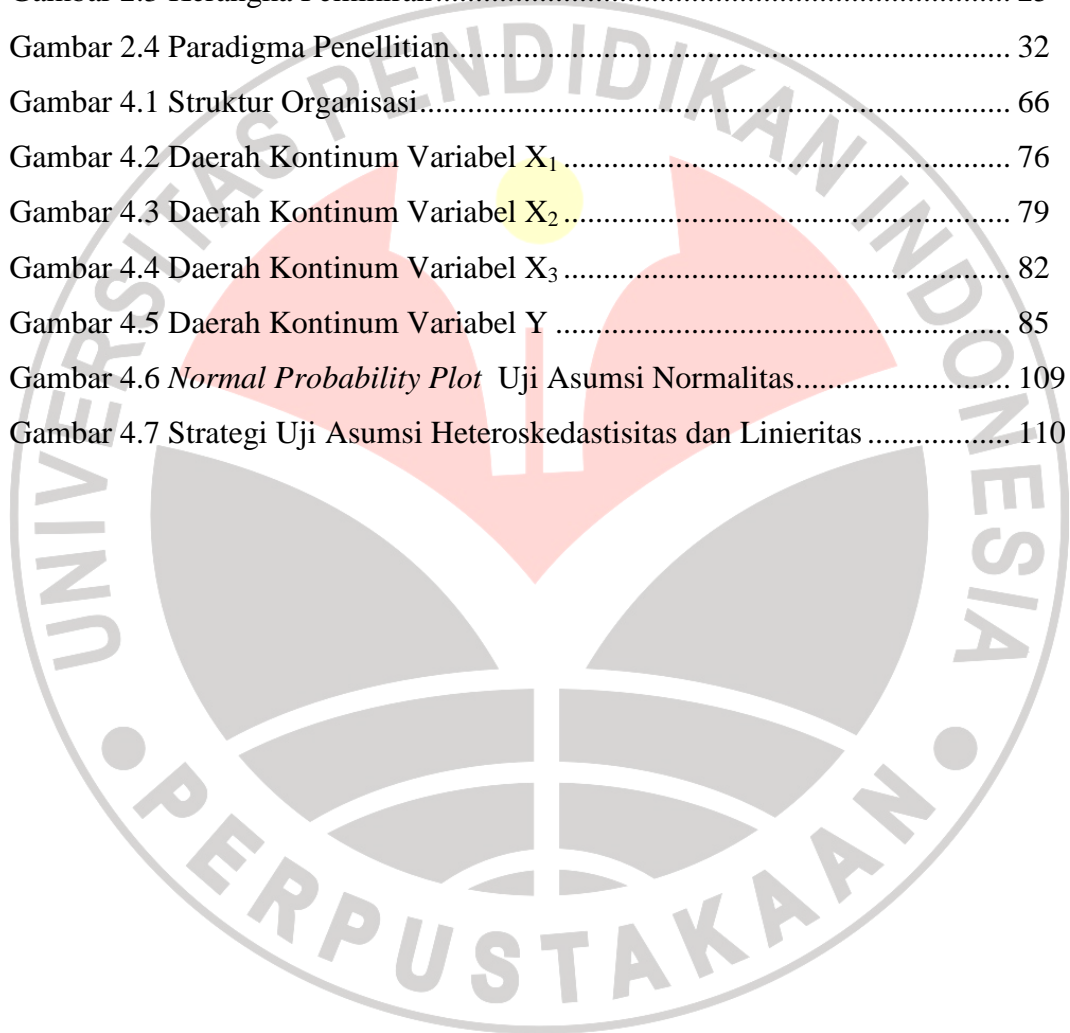 Gambar 2.4 Paradigma Penellitian.................................................................... 32
Gambar 4.1 Struktur Organisasi........................................................................ 66
Gambar 4.2 Daerah Kontinum Variabel X₁...................................................... 76
Gambar 4.3 Daerah Kontinum Variabel X₂ ..................................................... 79
Gambar 4.4 Daerah Kontinum Variabel X₃ ..................................................... 82
Gambar 4.5 Daerah Kontinum Variabel Y ...................................................... 85
Gambar 4.6 Normal Probability Plot Uji Asumsi Normalitas.......................... 109
Gambar 4.7 Strategi Uji Asumsi Heteroskedastisitas dan Linieritas ................. 110
UNIVERSITAS PENDIDIKAN INDONESIA
PERPUSTAKAAN